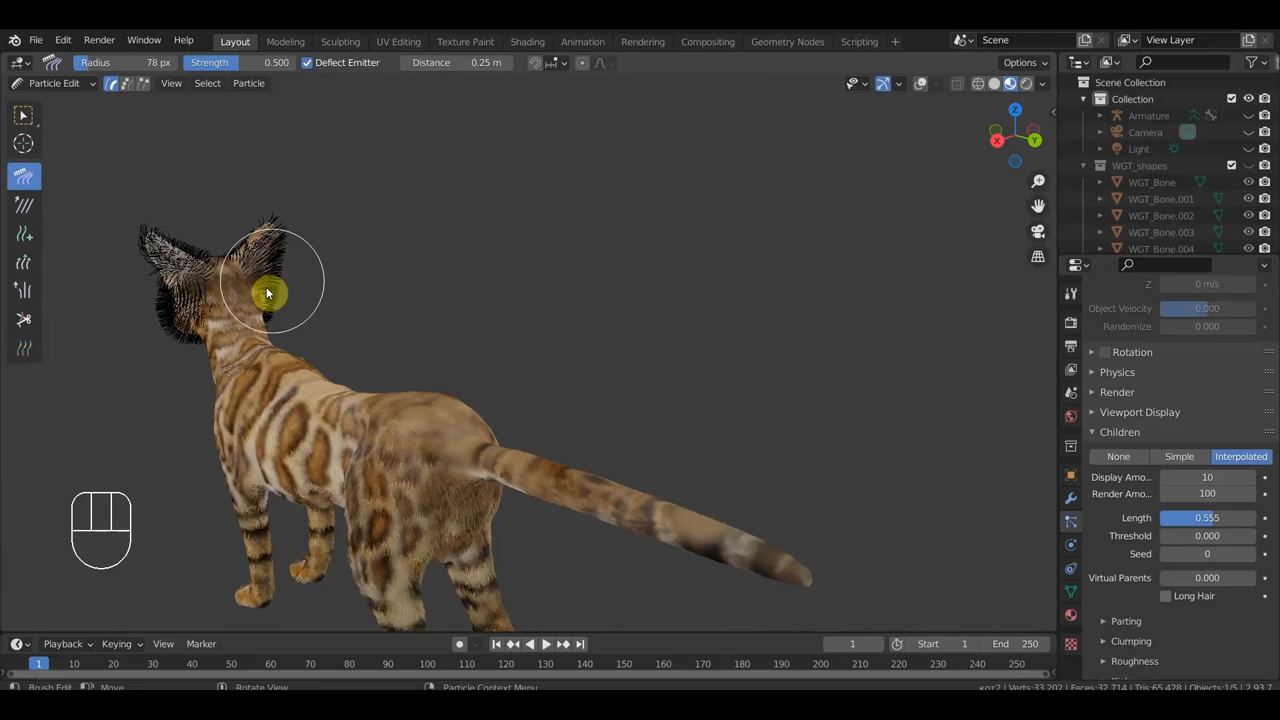 File Edit Render Window Help Layout Modeling Sculpting UV Editing Texture Paint Shading Animation Rendering Compositing Geometry Nodes Scripting + Scene View Layer
Radius 78 px Strength 0.500 Deflect Emitter Distance 0.25 m Options
Particle Edit View Select Particle
Scene Collection
Collection
Armature
Camera
Light
WGT_shapes
WGT_Bone
WGT_Bone.001
WGT_Bone.002
WGT_Bone.003
WGT_Bone.004
Z
X
Y
Z 0 m/s
Object Velocity 0.000
Randomize 0.000
Rotation
Physics
Render
Viewport Display
Children
None Simple Interpolated
Display Amo... 10
Render Amo... 100
Length 0.555
Threshold 0.000
Seed 0
Virtual Parents 0.000
Long Hair
Parting
Clumping
Roughness
Playback Keying View Marker 1 Start 1 End 250
1 10 20 30 40 50 60 70 80 90 100 110 120 130 140 150 160 170 180 190 200 210 220 230 240 250
Brush Edit Move Rotate View Particle Context Menu